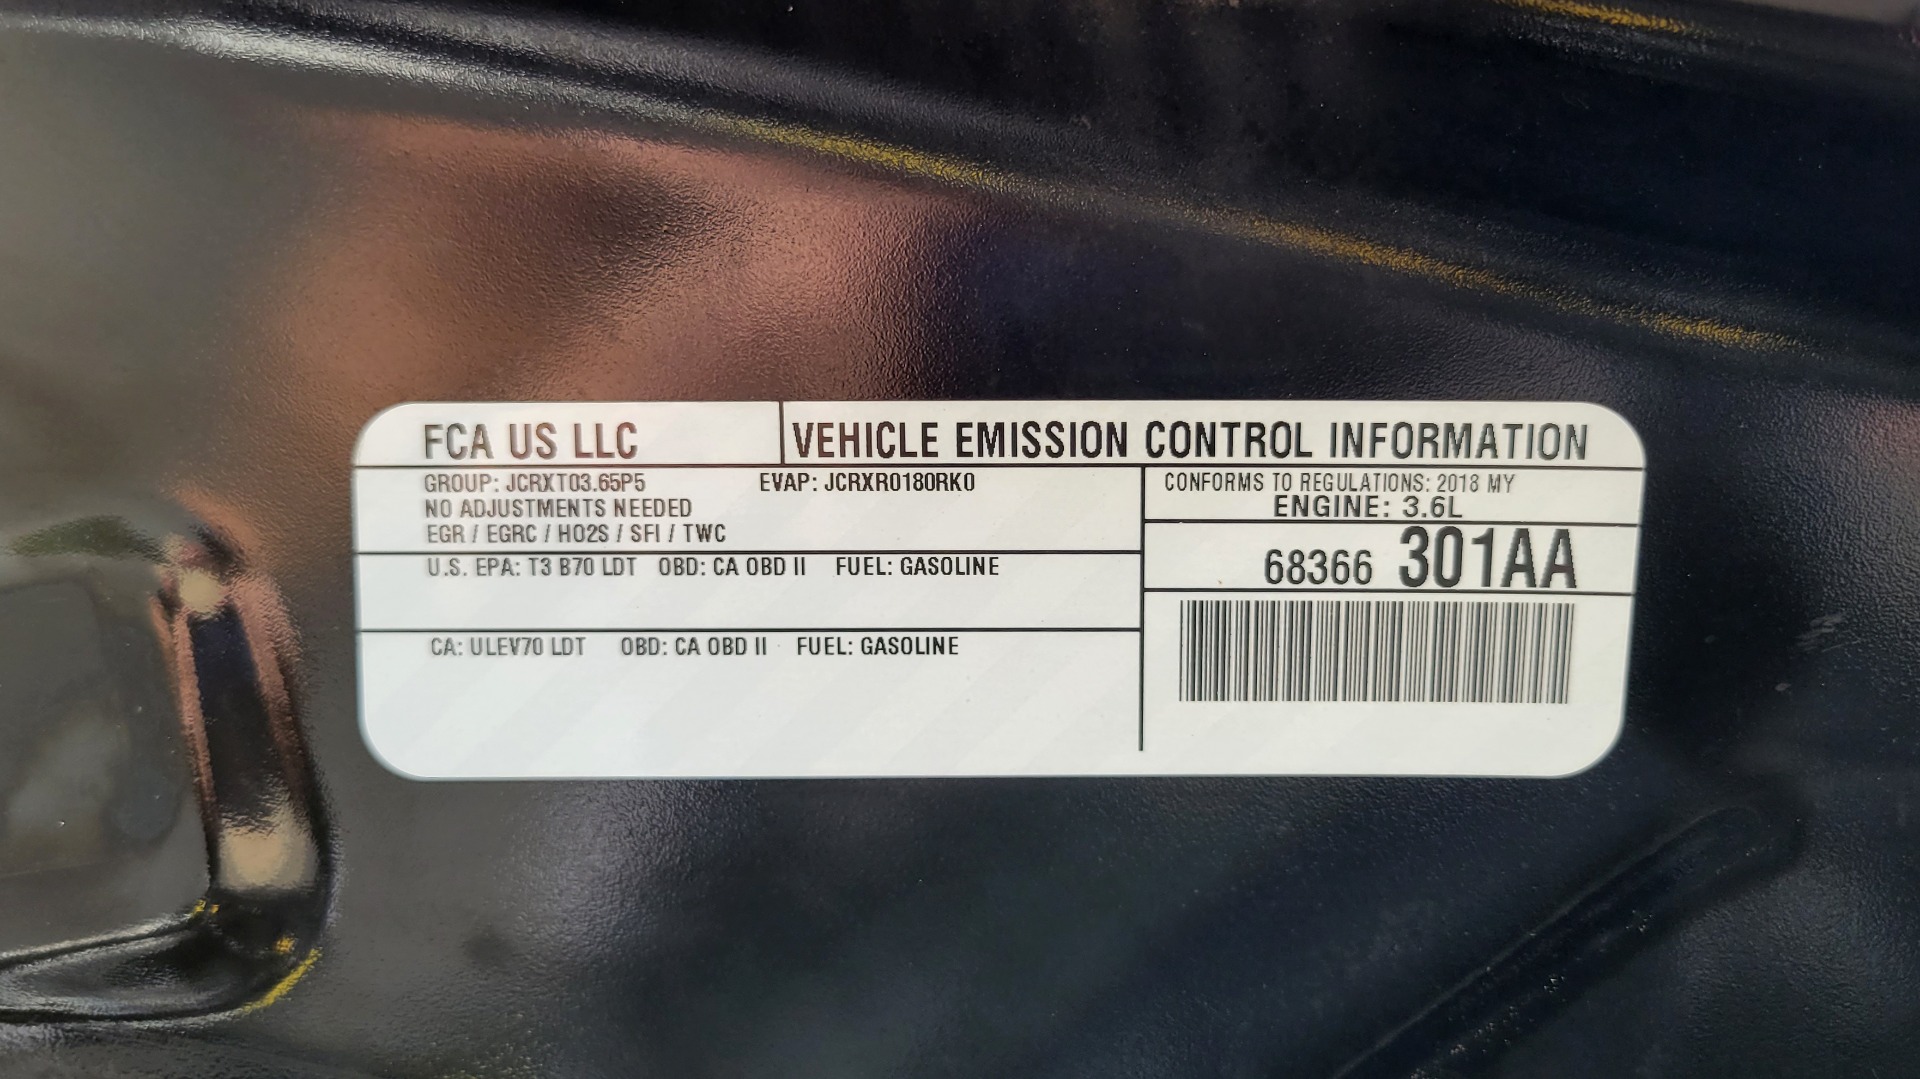 FCA US LLC
VEHICLE EMISSION CONTROL INFORMATION
GROUP: JCRXT03.65P5 EVAP: JCRXR0180RK0
NO ADJUSTMENTS NEEDED
EGR / EGRC / HO2S / SFI / TWC
U.S. EPA: T3 B70 LDT OBD: CA OBD II FUEL: GASOLINE
CA: ULEV70 LDT OBD: CA OBD II FUEL: GASOLINE
CONFORMS TO REGULATIONS: 2018 MY
ENGINE: 3.6L
68366 301AA